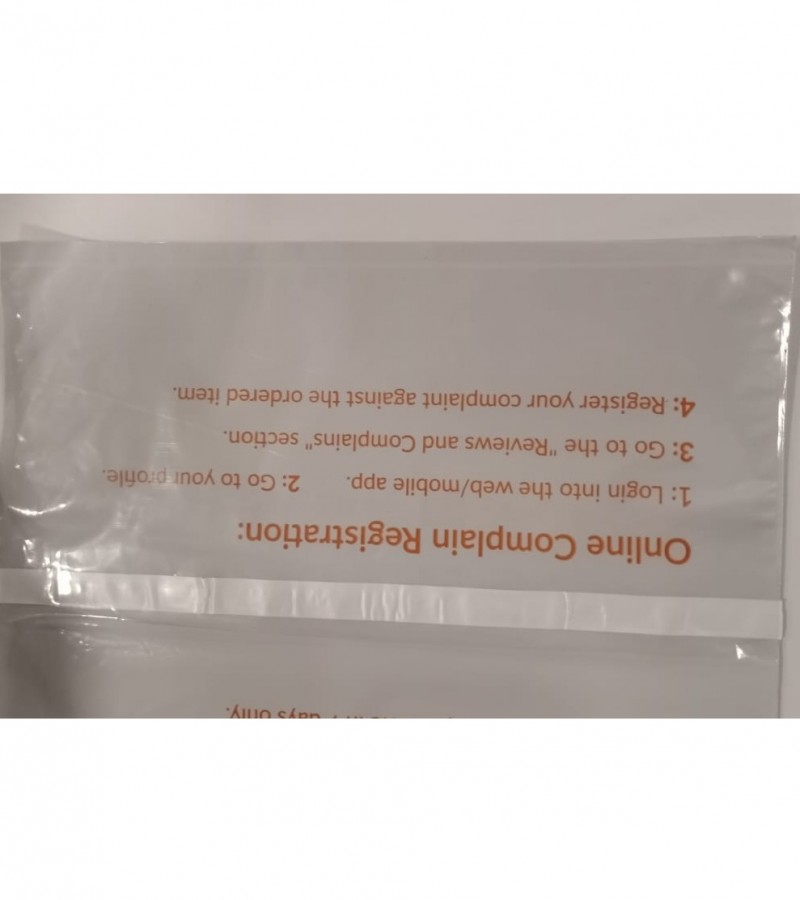 days only.
Online Complain Registration:
1: Login into the web/mobile app. 2: Go to your profile.
3: Go to the "Reviews and Complains" section.
4: Register your complaint against the ordered item.